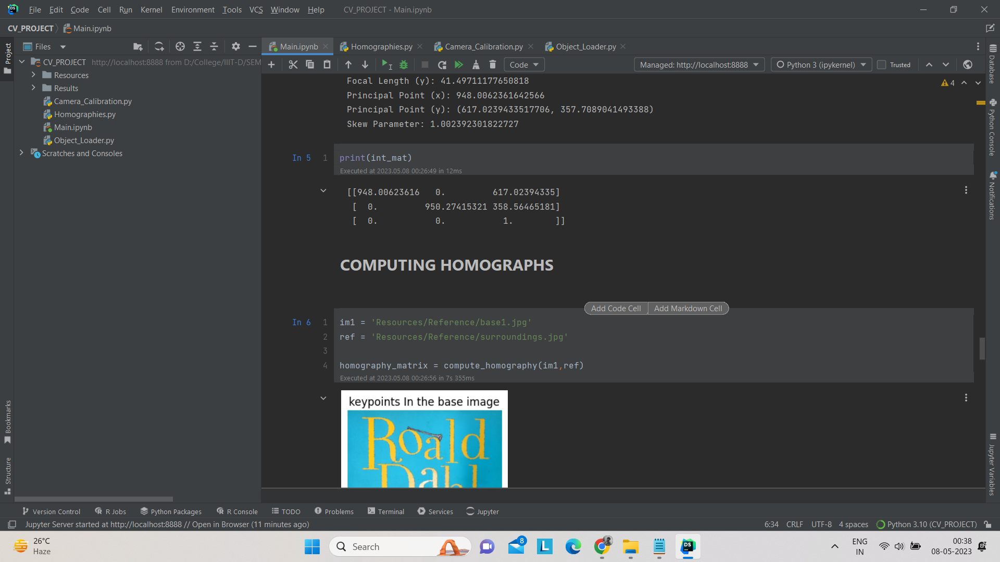 File Edit Code Cell Run Kernel Environment Tools VCS Window Help CV_PROJECT - Main.ipynb
CV_PROJECT Main.ipynb
Project
Files
CV_PROJECT http://localhost:8888 from D:/College/IIIT-D/SEM
Resources
Results
Camera_Calibration.py
Homographies.py
Main.ipynb
Object_Loader.py
Scratches and Consoles
Bookmarks
Structure
Main.ipynb Homographies.py Camera_Calibration.py Object_Loader.py
Code Managed: http://localhost:8888 Python 3 (ipykernel) Trusted
4
Focal Length (y): 41.49711177650818
Principal Point (x): 948.0062361642566
Principal Point (y): (617.0239433517706, 357.7089041493388)
Skew Parameter: 1.002392301822727
In 5 1 print(int_mat)
Executed at 2023.05.08 00:26:49 in 12ms
[[948.00623616 0. 617.02394335]
[ 0. 950.27415321 358.56465181]
[ 0. 0. 1. ]]
COMPUTING HOMOGRAPHS
Add Code Cell Add Markdown Cell
In 6 1 im1 = 'Resources/Reference/base1.jpg'
2 ref = 'Resources/Reference/surroundings.jpg'
3
4 homography_matrix = compute_homography(im1,ref)
Executed at 2023.05.08 00:26:56 in 7s 355ms
keypoints In the base image
Roald
Dahl
Database
Python Console
Notifications
Jupyter Variables
Version Control R Jobs Python Packages R Console TODO Problems Terminal Services Jupyter
Jupyter Server started at http://localhost:8888 // Open in Browser (11 minutes ago) 6:34 CRLF UTF-8 4 spaces Python 3.10 (CV_PROJECT)
26°C
Haze
Search
8
L
DS
ENG
IN
00:38
08-05-2023